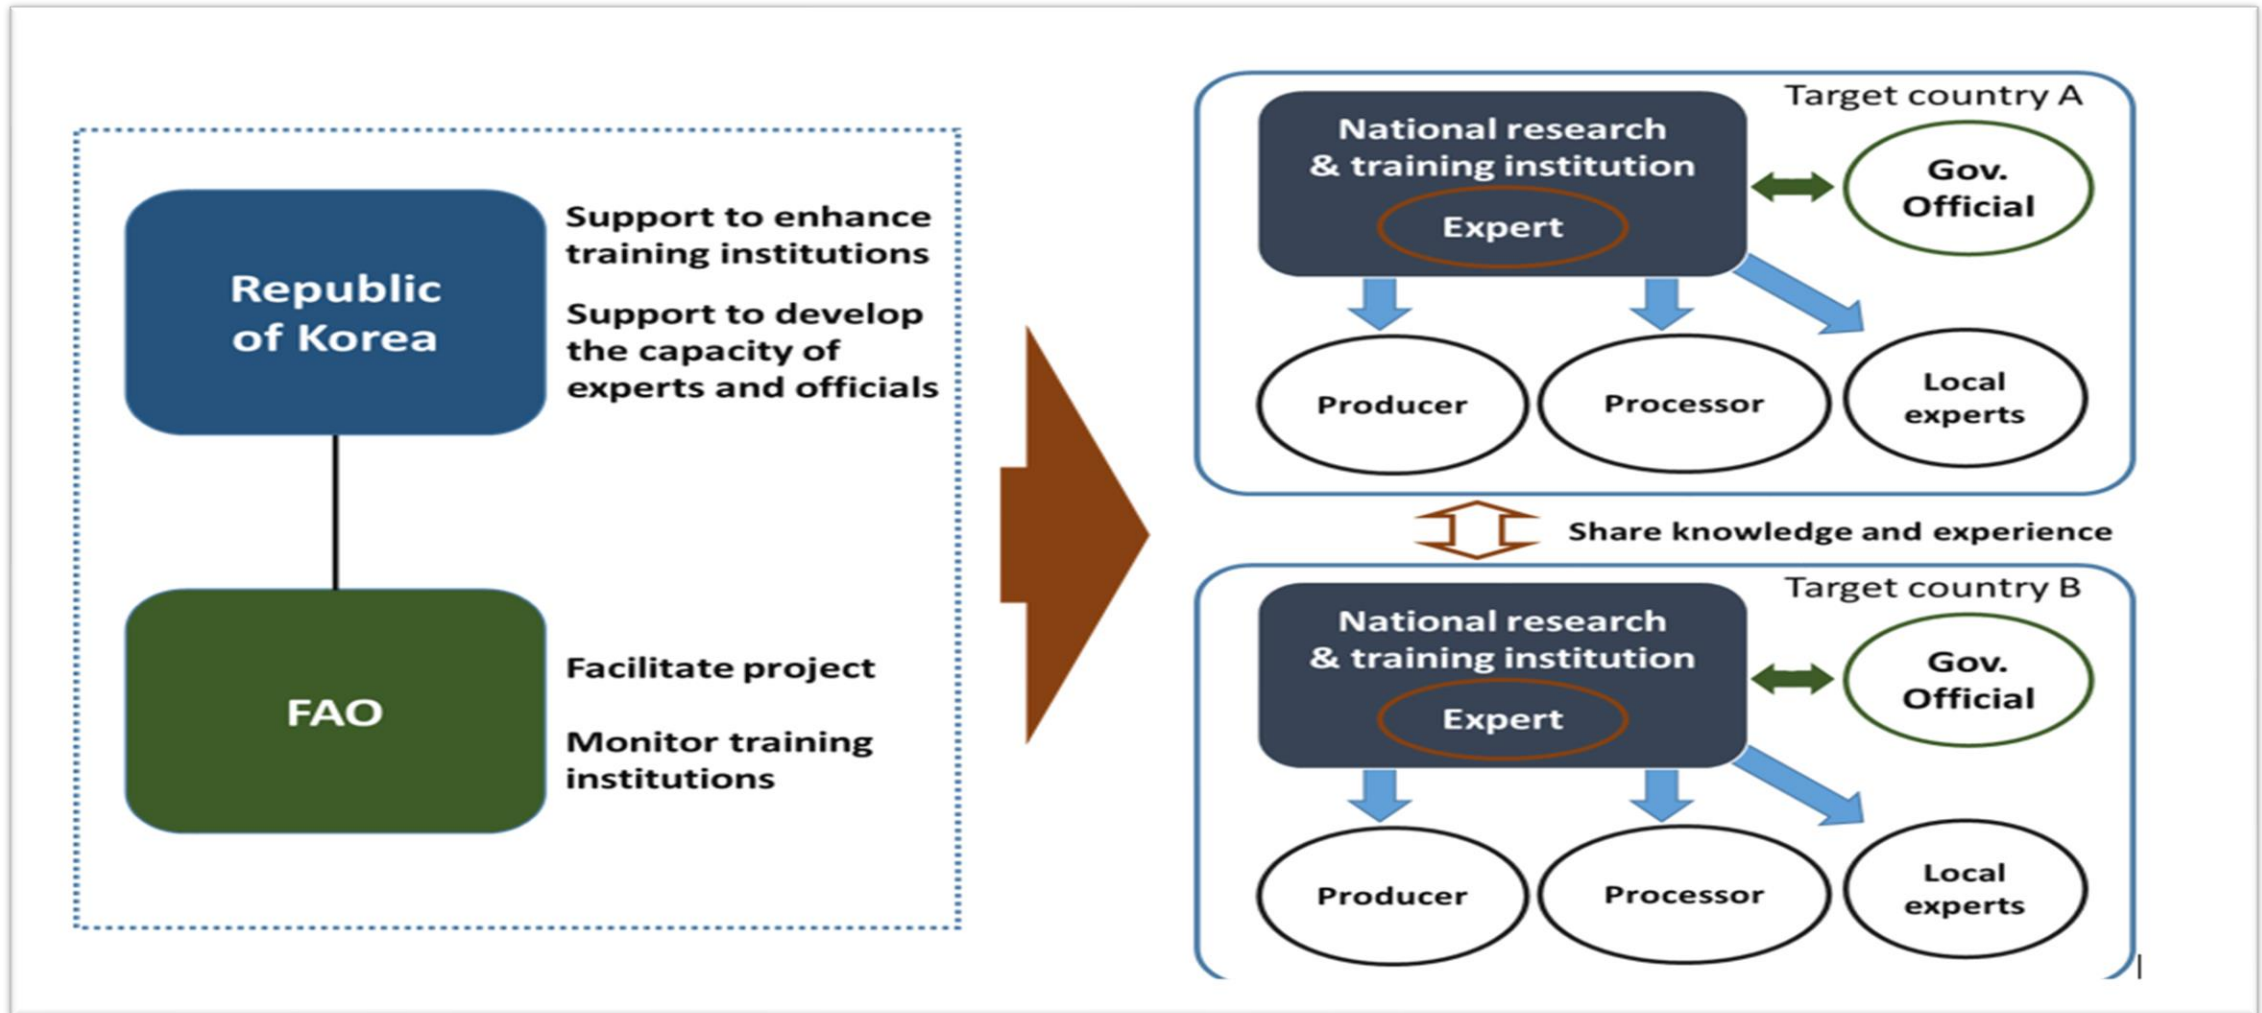 Republic
of Korea
Support to enhance
training institutions
Support to develop
the capacity of
experts and officials
FAO
Facilitate project
Monitor training
institutions
Target country A
National research
& training institution
Expert
Gov.
Official
Producer
Processor
Local
experts
Share knowledge and experience
Target country B
National research
& training institution
Expert
Gov.
Official
Producer
Processor
Local
experts